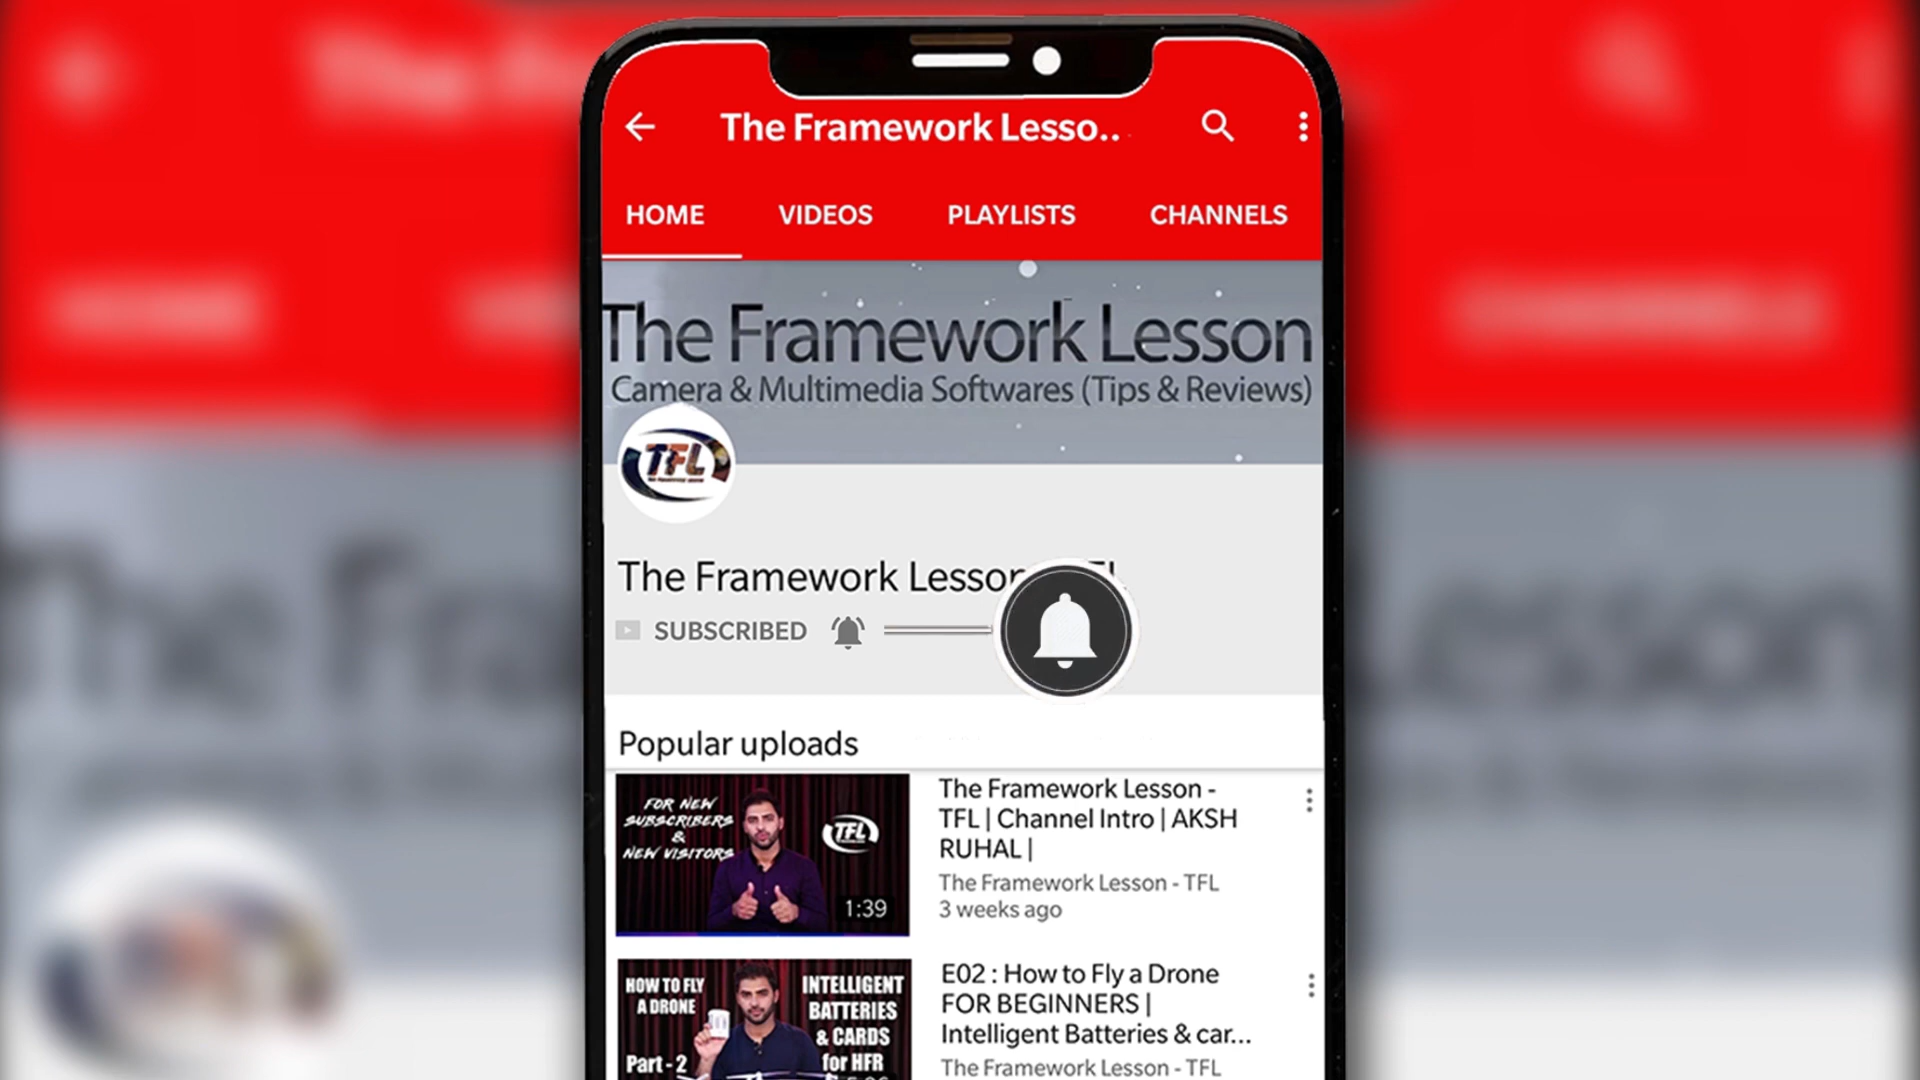 The Framework Lesso..
HOME VIDEOS PLAYLISTS CHANNELS
The Framework Lesson
Camera & Multimedia Softwares (Tips & Reviews)
TFL
The Framework Lesson
SUBSCRIBED
Popular uploads
FOR NEW
SUBSCRIBERS
&
NEW VISITORS
TFL
1:39
The Framework Lesson -
TFL | Channel Intro | AKSH
RUHAL |
The Framework Lesson - TFL
3 weeks ago
HOW TO FLY
A DRONE
Part - 2
INTELLIGENT
BATTERIES
& CARDS
for HFR
E02 : How to Fly a Drone
FOR BEGINNERS |
Intelligent Batteries & car...
The Framework Lesson - TFL